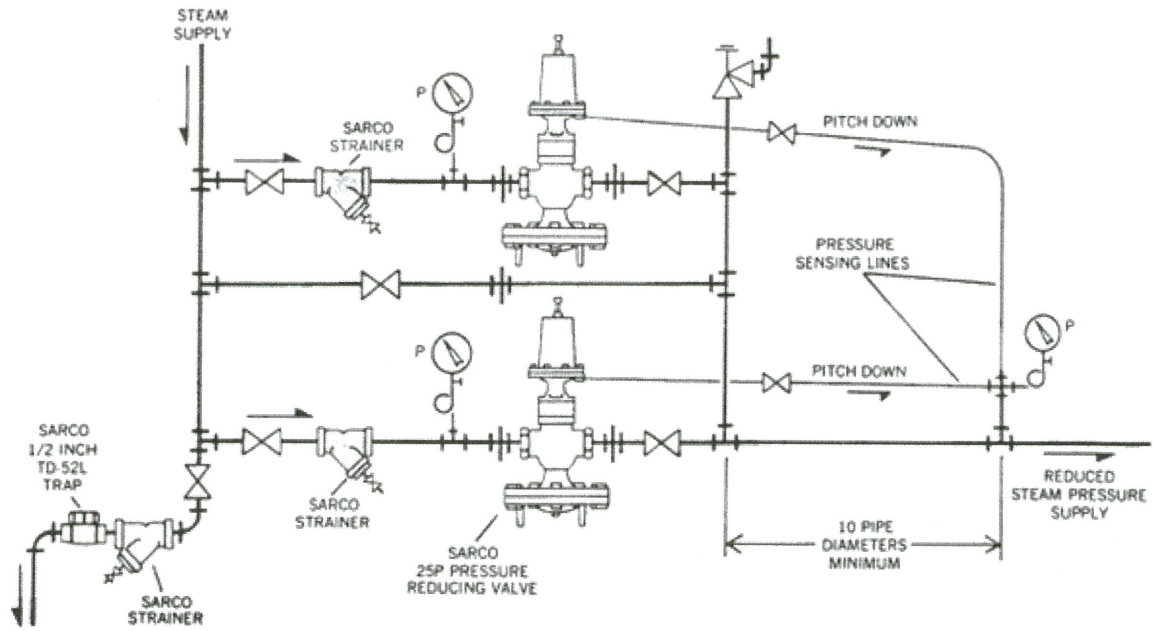 STEAM
SUPPLY
P
SARCO
STRAINER
PITCH DOWN
PRESSURE
SENSING LINES
P
P
PITCH DOWN
SARCO
1/2 INCH
TD-52L
TRAP
SARCO
STRAINER
REDUCED
STEAM PRESSURE
SUPPLY
10 PIPE
DIAMETERS
MINIMUM
SARCO
25P PRESSURE
REDUCING VALVE
SARCO
STRAINER